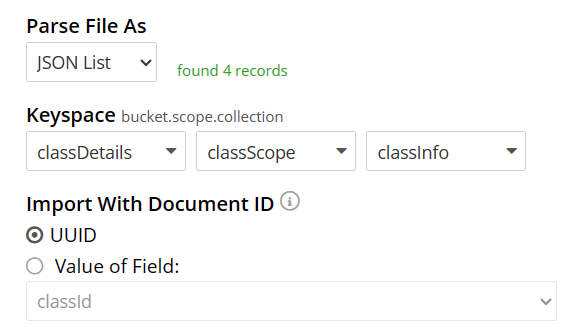 Parse File As
JSON List found 4 records
Keyspace bucket.scope.collection
classDetails classScope classInfo
Import With Document ID
UUID
Value of Field:
classId